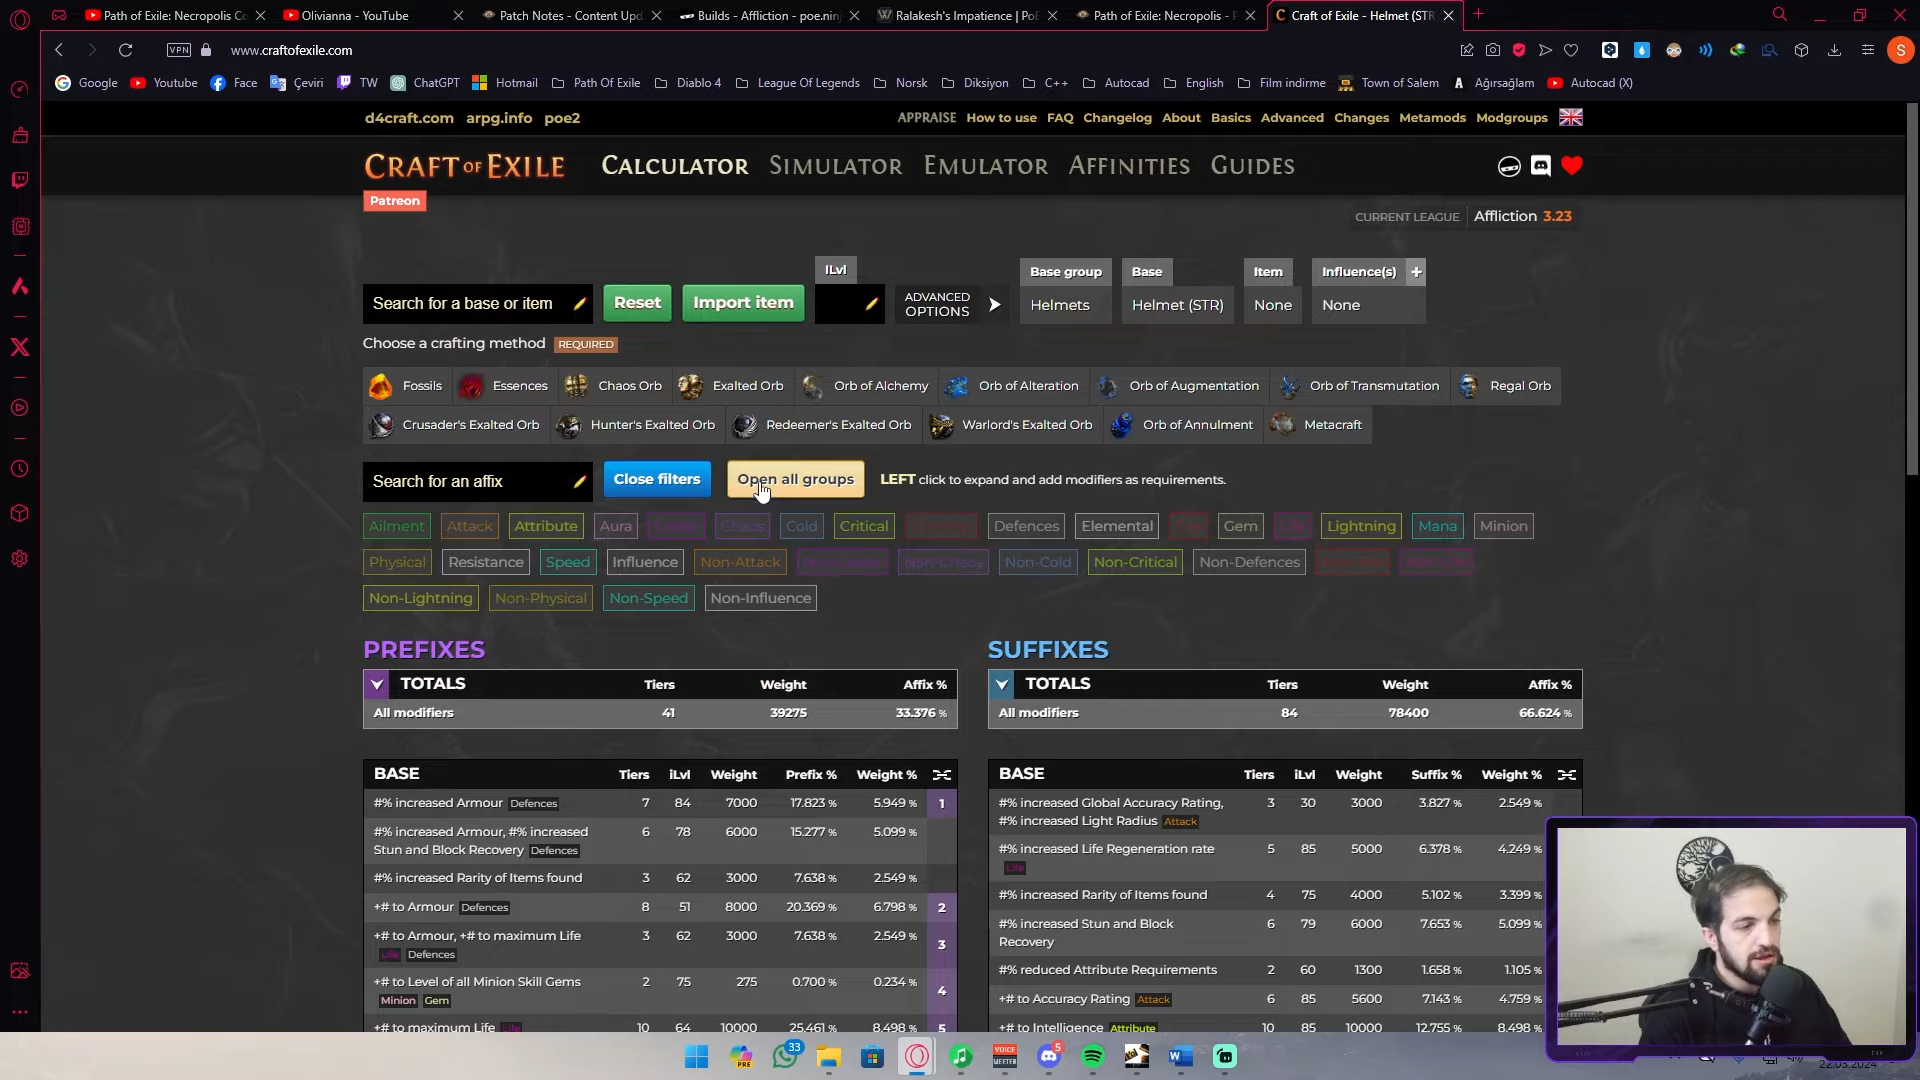 Path of Exile: Necropolis Co
Olivianna - YouTube
Patch Notes - Content Upd
Builds - Affliction - poe.ninj
Ralakesh's Impatience | PoE
Path of Exile: Necropolis - P
Craft of Exile - Helmet (STR
VPN
www.craftofexile.com
S
Google
Youtube
Face
Çeviri
TW
ChatGPT
Hotmail
Path Of Exile
Diablo 4
League Of Legends
Norsk
Diksiyon
C++
Autocad
English
Film indirme
Town of Salem
Ağırsağlam
Autocad (X)
d4craft.com arpg.info poe2
APPRAISE How to use FAQ Changelog About Basics Advanced Changes Metamods Modgroups
CRAFT OF EXILE
CALCULATOR SIMULATOR EMULATOR AFFINITIES GUIDES
Patreon
CURRENT LEAGUE Affliction 3.23
Search for a base or item
Reset
Import item
ILvl
ADVANCED
OPTIONS
Base group
Helmets
Base
Helmet (STR)
Item
None
Influence(s) +
None
Choose a crafting method REQUIRED
Fossils Essences Chaos Orb Exalted Orb Orb of Alchemy Orb of Alteration Orb of Augmentation Orb of Transmutation Regal Orb
Crusader's Exalted Orb Hunter's Exalted Orb Redeemer's Exalted Orb Warlord's Exalted Orb Orb of Annulment Metacraft
Search for an affix
Close filters
Open all groups
LEFT click to expand and add modifiers as requirements.
Ailment Attack Attribute Aura Chaos Cold Critical Defences Elemental Gem Lightning Mana Minion
Physical Resistance Speed Influence Non-Attack Non-Chaos Non-Cold Non-Critical Non-Defences
Non-Lightning Non-Physical Non-Speed Non-Influence
PREFIXES
TOTALS Tiers Weight Affix %
All modifiers 41 39275 33.376 %
BASE Tiers iLvl Weight Prefix % Weight %
#% increased Armour Defences 7 84 7000 17.823 % 5.949 % 1
#% increased Armour, #% increased
Stun and Block Recovery Defences 6 78 6000 15.277 % 5.099 %
#% increased Rarity of Items found 3 62 3000 7.638 % 2.549 %
+# to Armour Defences 8 51 8000 20.369 % 6.798 % 2
+# to Armour, +# to maximum Life
Life Defences 3 62 3000 7.638 % 2.549 % 3
+# to Level of all Minion Skill Gems
Minion Gem 2 75 275 0.700 % 0.234 % 4
+# to maximum Life Life 10 64 10000 25.461 % 8.498 % 5
SUFFIXES
TOTALS Tiers Weight Affix %
All modifiers 84 78400 66.624 %
BASE Tiers iLvl Weight Suffix % Weight %
#% increased Global Accuracy Rating,
#% increased Light Radius Attack 3 30 3000 3.827 % 2.549 %
#% increased Life Regeneration rate
Life 5 85 5000 6.378 % 4.249 %
#% increased Rarity of Items found 4 75 4000 5.102 % 3.399 %
#% increased Stun and Block
Recovery 6 79 6000 7.653 % 5.099 %
#% reduced Attribute Requirements 2 60 1300 1.658 % 1.105 %
+# to Accuracy Rating Attack 6 85 5600 7.143 % 4.759 %
+# to Intelligence Attribute 10 85 10000 12.755 % 8.498 %
PRE
33
VOICE
MEETER
5
22.03.2024